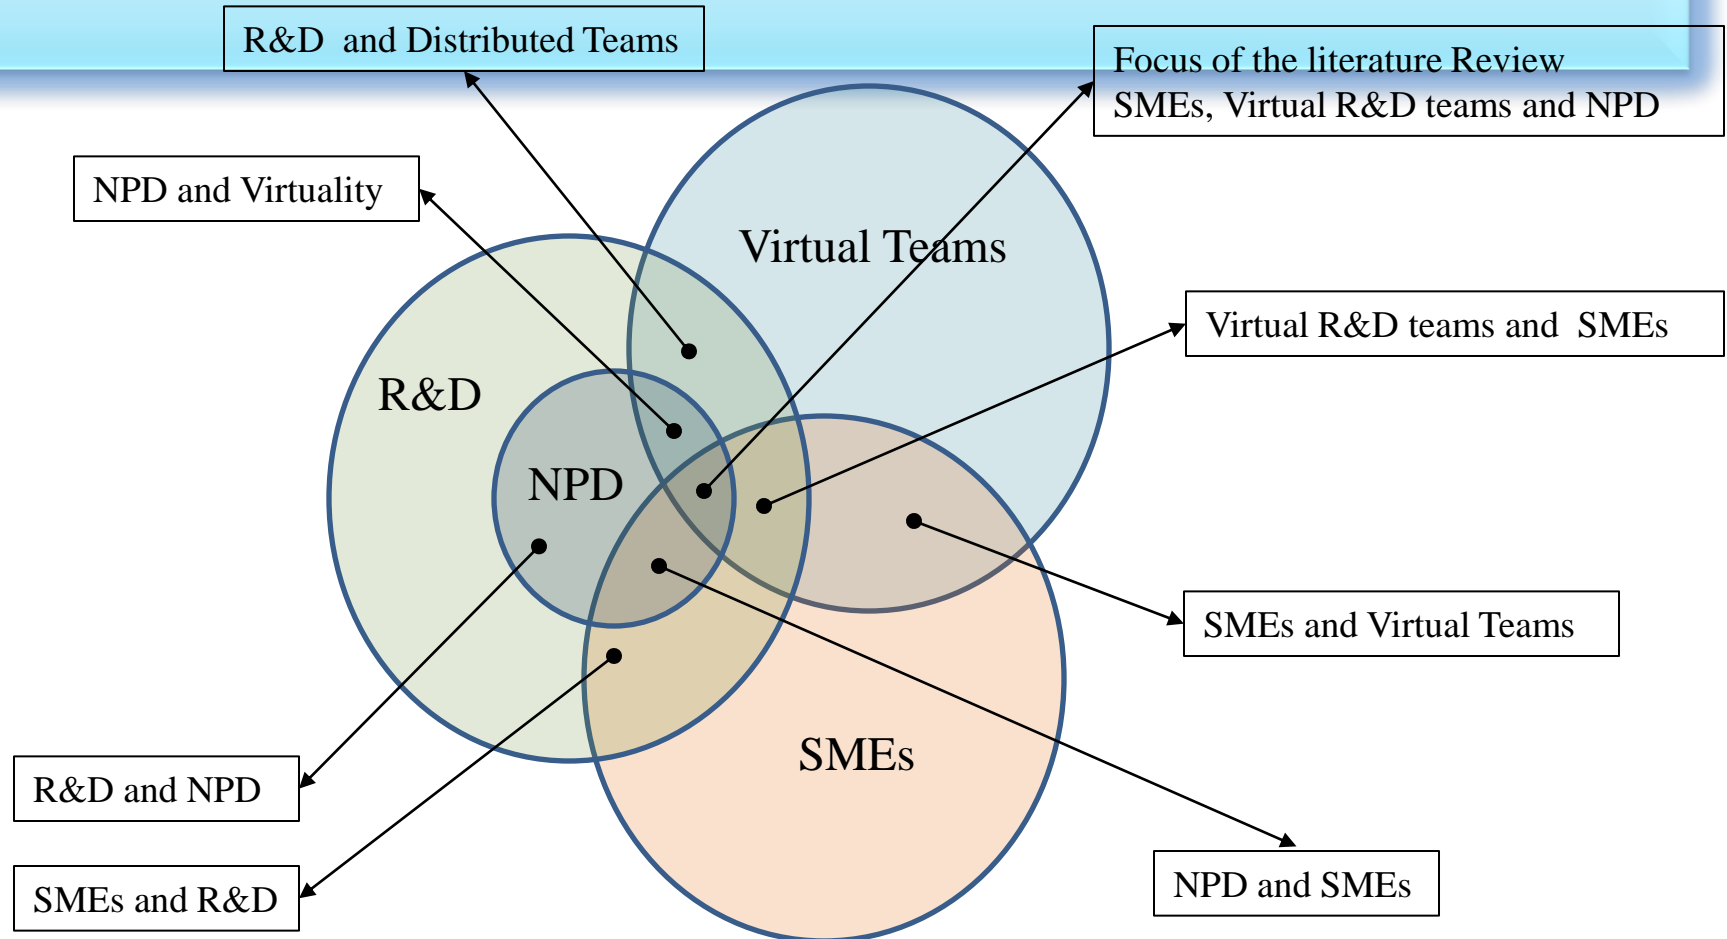 R&D and Distributed Teams
Focus of the literature Review
SMEs, Virtual R&D teams and NPD
NPD and Virtuality
Virtual Teams
Virtual R&D teams and SMEs
R&D
NPD
SMEs and Virtual Teams
SMEs
R&D and NPD
NPD and SMEs
SMEs and R&D